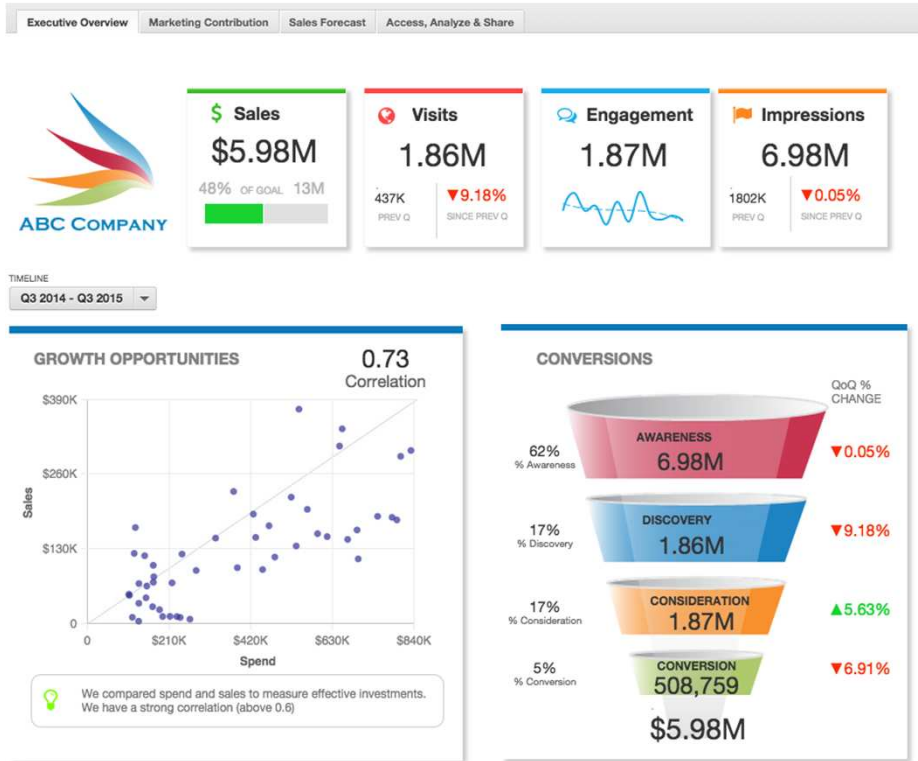 Executive Overview
Marketing Contribution
Sales Forecast
Access, Analyze & Share
ABC COMPANY
$ Sales
$5.98M
48% OF GOAL 13M
Visits
1.86M
437K
PREV Q
▼9.18%
SINCE PREV Q
Engagement
1.87M
Impressions
6.98M
1802K
PREV Q
▼0.05%
SINCE PREV Q
TIMELINE
Q3 2014 - Q3 2015
GROWTH OPPORTUNITIES
0.73
Correlation
$390K
$260K
$130K
0
Sales
0
$210K
$420K
$630K
$840K
Spend
We compared spend and sales to measure effective investments.
We have a strong correlation (above 0.6)
CONVERSIONS
QoQ %
CHANGE
62%
% Awareness
AWARENESS
6.98M
▼0.05%
17%
% Discovery
DISCOVERY
1.86M
▼9.18%
17%
% Consideration
CONSIDERATION
1.87M
▲5.63%
5%
% Conversion
CONVERSION
508,759
▼6.91%
$5.98M